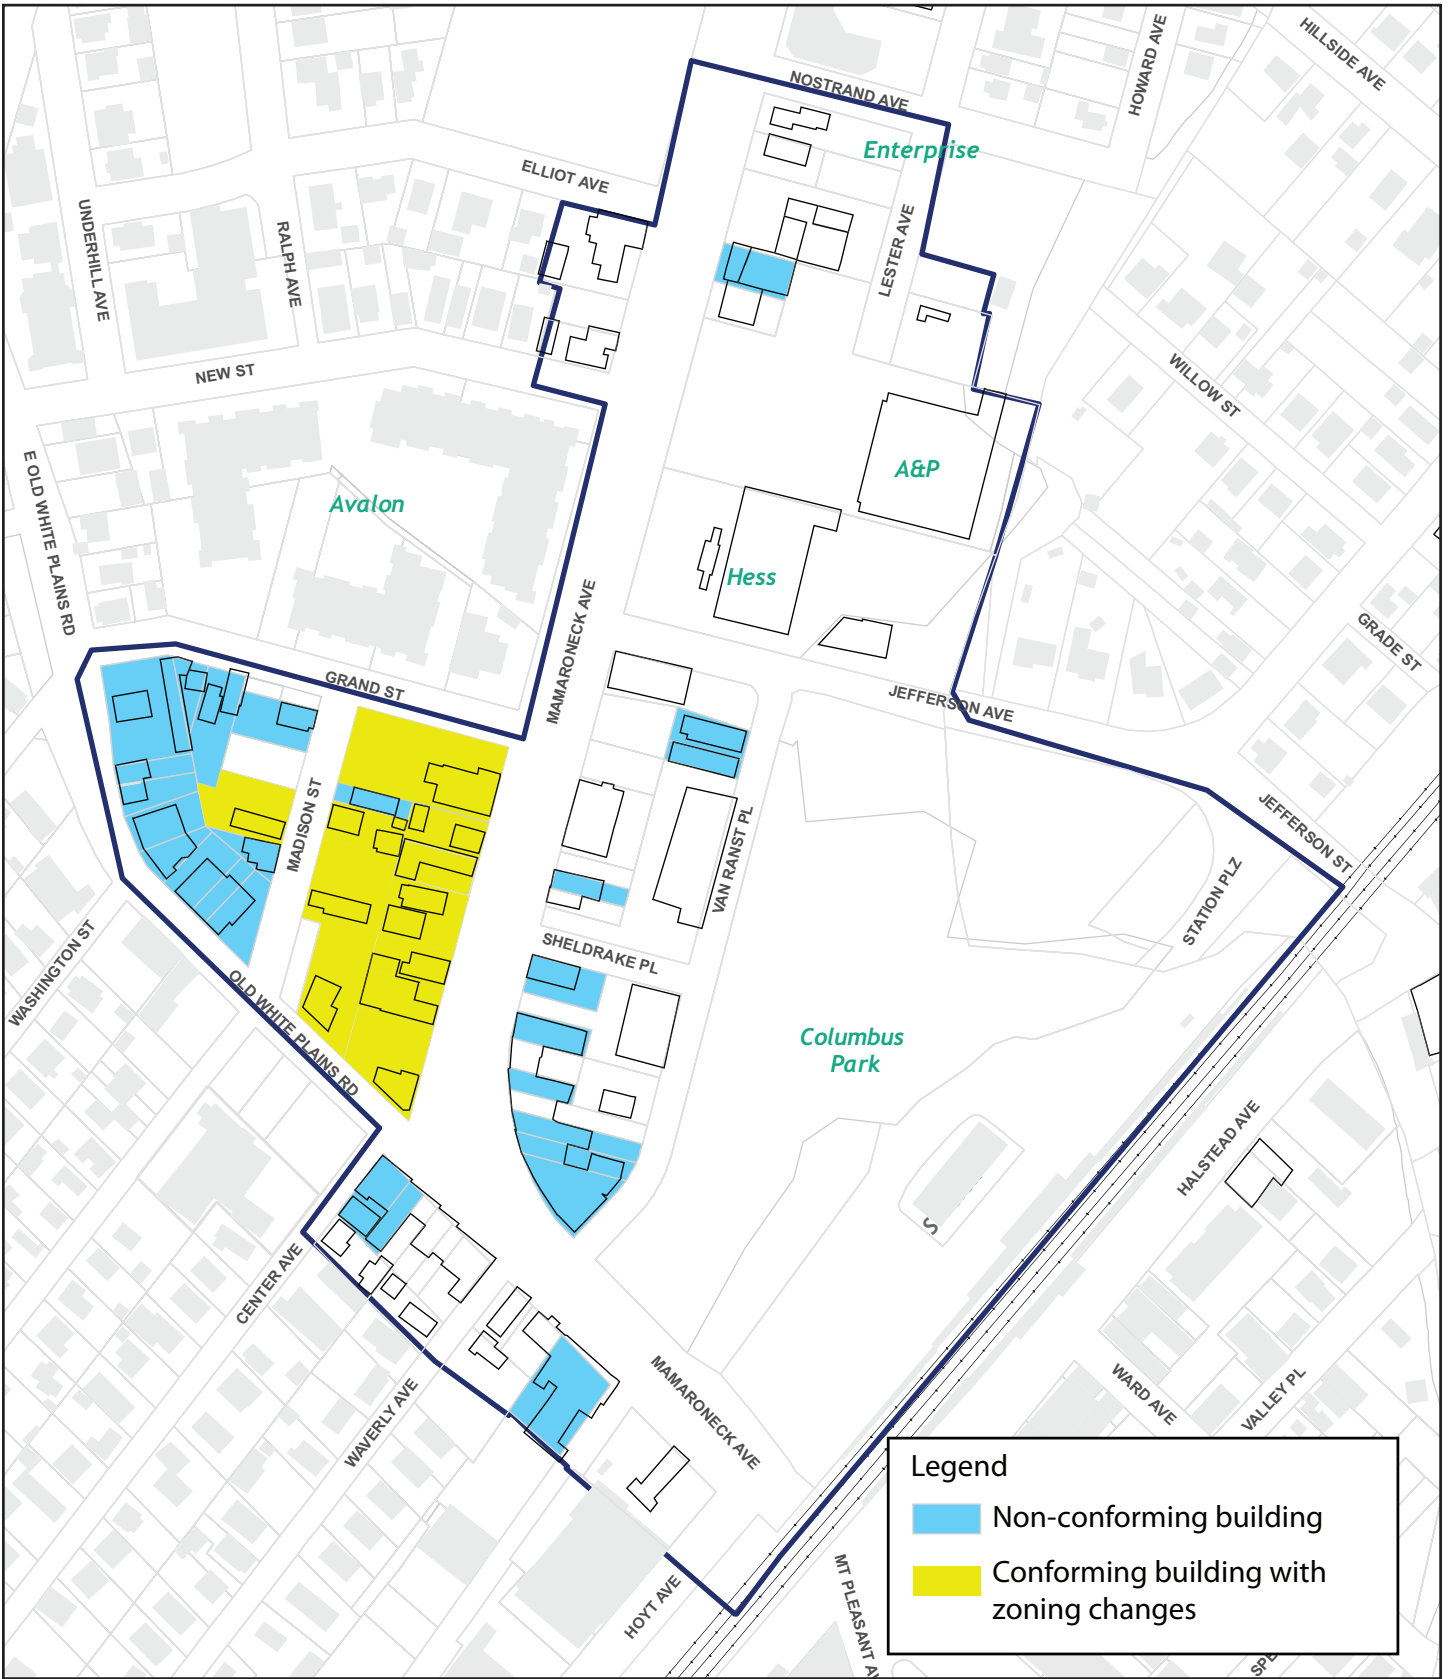 HILLSIDE AVE
HOWARD AVE
NOSTRAND AVE
Enterprise
ELLIOT AVE
UNDERHILL AVE
RALPH AVE
LESTER AVE
NEW ST
WILLOW ST
E OLD WHITE PLAINS RD
A&P
Avalon
Hess
MAMARONECK AVE
GRADE ST
GRAND ST
JEFFERSON AVE
MADISON ST
VAN RANST PL
JEFFERSON ST
STATION PLZ
WASHINGTON ST
SHELDRAKE PL
OLD WHITE PLAINS RD
Columbus
Park
HALSTEAD AVE
S
CENTER AVE
MAMARONECK AVE
WAVERLY AVE
WARD AVE
VALLEY PL
HOYT AVE
MT PLEASANT AV
Legend
Non-conforming building
Conforming building with
zoning changes
SPE